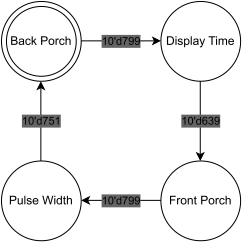 Back Porch
10'd799
Display Time
10'd751
10'd639
Pulse Width
10'd799
Front Porch